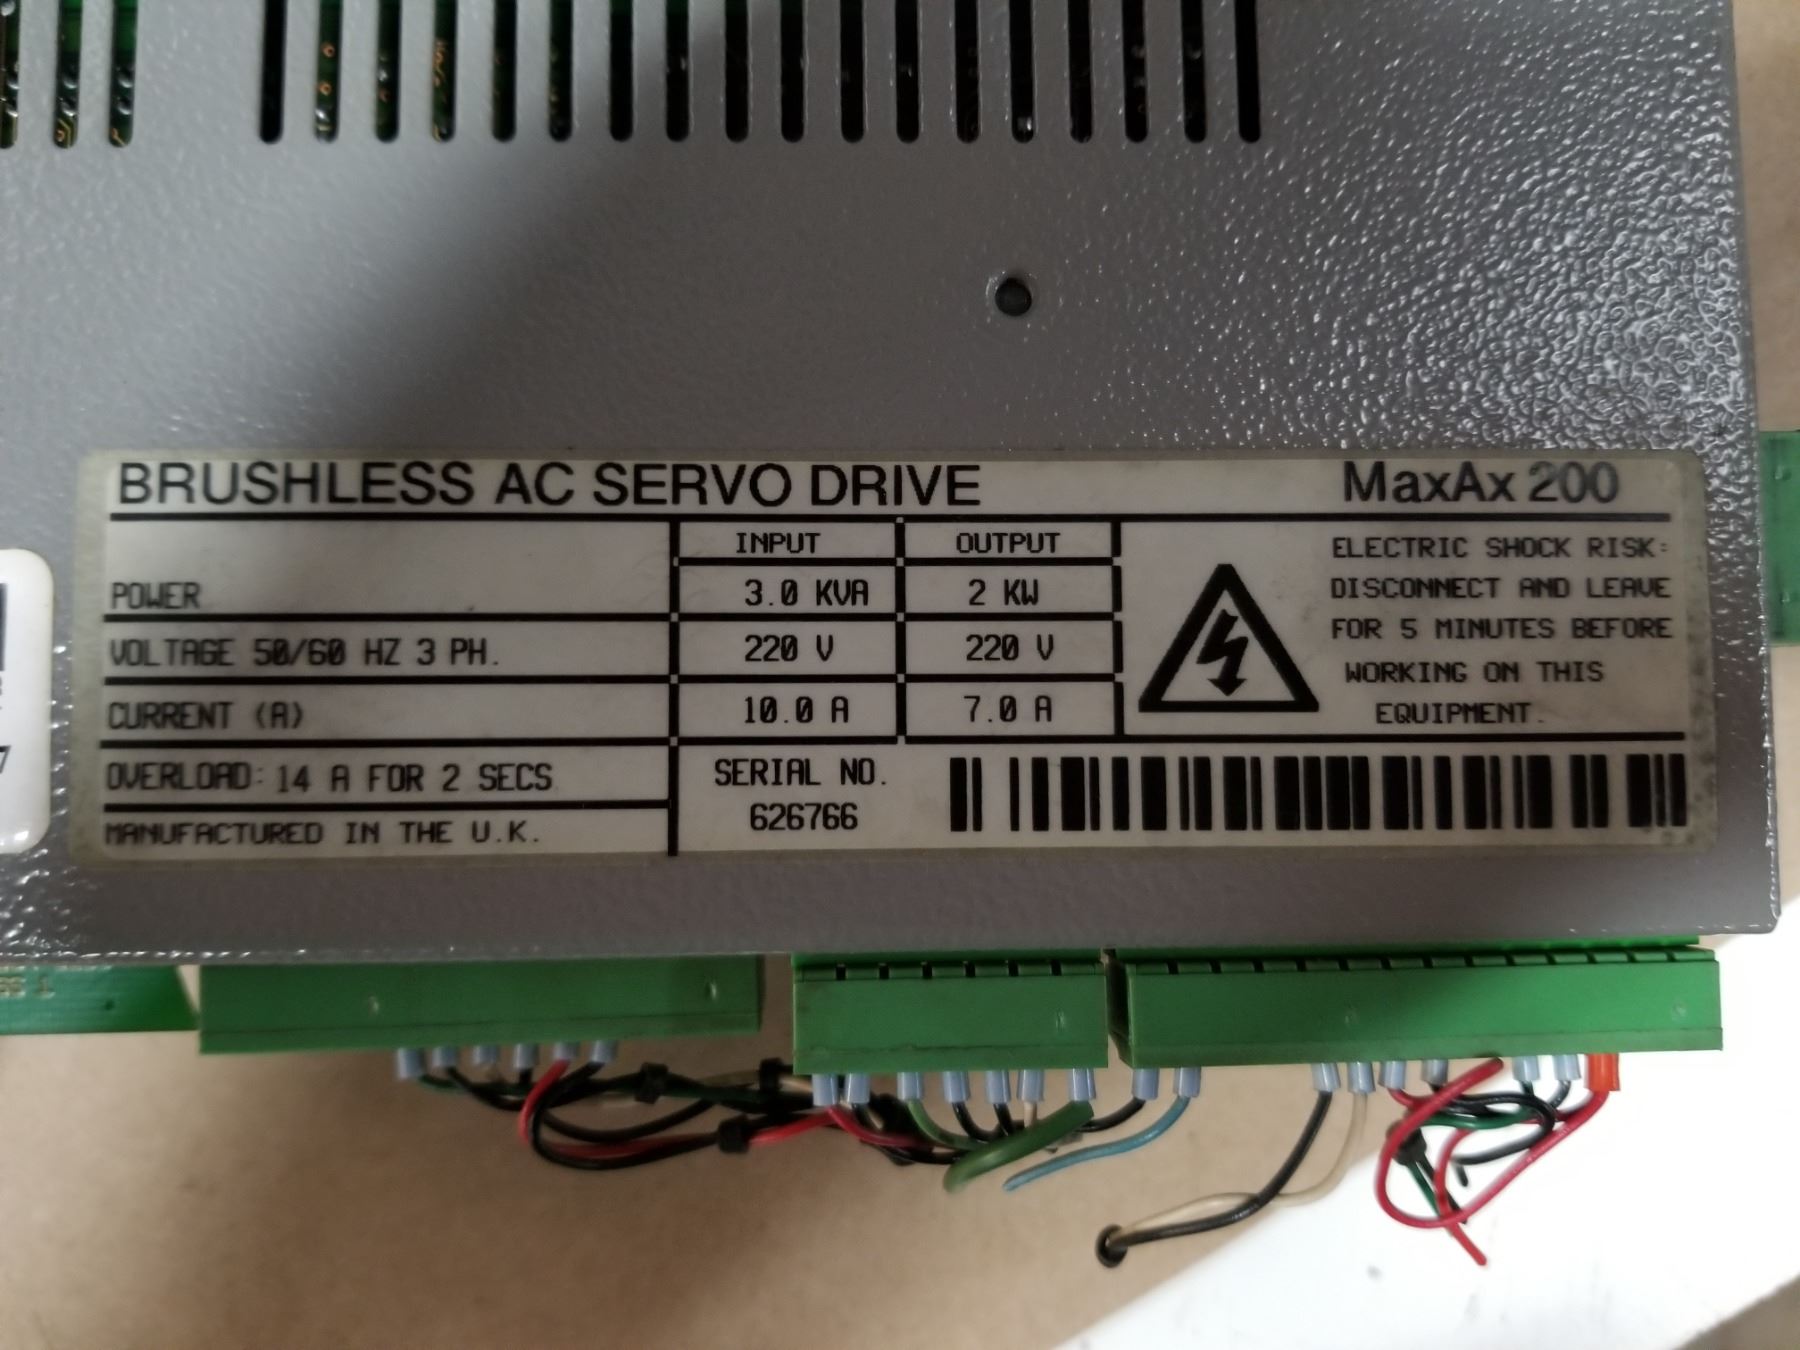 BRUSHLESS AC SERVO DRIVE MaxAx 200
INPUT OUTPUT
POWER 3.0 KVA 2 KW
VOLTAGE 50/60 HZ 3 PH. 220 V 220 V
CURRENT (A) 10.0 A 7.0 A
OVERLOAD: 14 A FOR 2 SECS
MANUFACTURED IN THE U.K.
SERIAL NO.
626766
ELECTRIC SHOCK RISK:
DISCONNECT AND LEAVE
FOR 5 MINUTES BEFORE
WORKING ON THIS
EQUIPMENT.
7